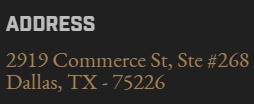 ADDRESS
2919 Commerce St, Ste #268
Dallas, TX - 75226